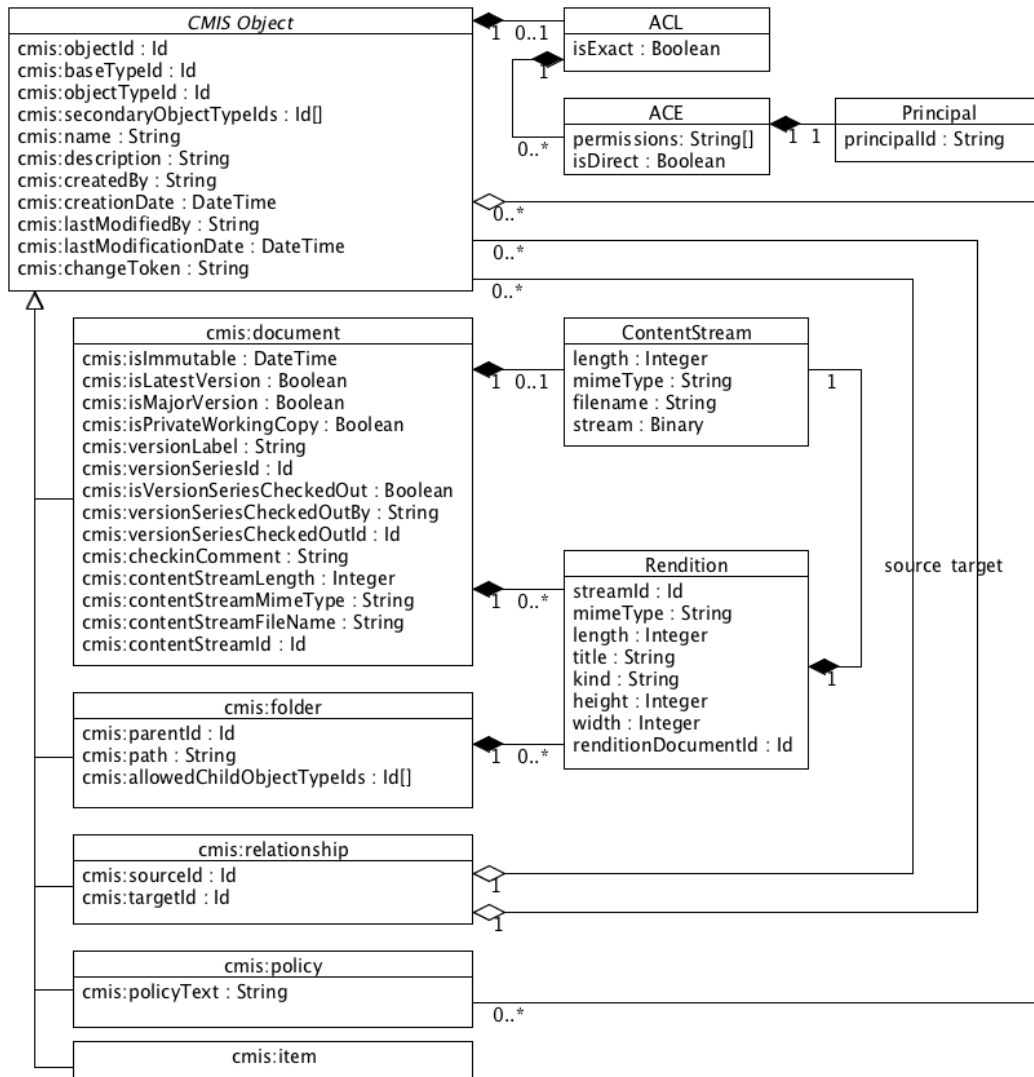 CMIS Object
cmis:objectId : Id
cmis:baseTypeId : Id
cmis:objectTypeId : Id
cmis:secondaryObjectTypeIds : Id[]
cmis:name : String
cmis:description : String
cmis:createdBy : String
cmis:creationDate : DateTime
cmis:lastModifiedBy : String
cmis:lastModificationDate : DateTime
cmis:changeToken : String
1 0..1
ACL
isExact : Boolean
1
0..*
ACE
permissions: String[]
isDirect : Boolean
1 1
Principal
principalId : String
0..*
0..*
0..*
cmis:document
cmis:isImmutable : DateTime
cmis:isLatestVersion : Boolean
cmis:isMajorVersion : Boolean
cmis:isPrivateWorkingCopy : Boolean
cmis:versionLabel : String
cmis:versionSeriesId : Id
cmis:isVersionSeriesCheckedOut : Boolean
cmis:versionSeriesCheckedOutBy : String
cmis:versionSeriesCheckedOutId : Id
cmis:checkinComment : String
cmis:contentStreamLength : Integer
cmis:contentStreamMimeType : String
cmis:contentStreamFileName : String
cmis:contentStreamId : Id
1 0..1
ContentStream
length : Integer
mimeType : String
filename : String
stream : Binary
1
1 0..*
Rendition
streamId : Id
mimeType : String
length : Integer
title : String
kind : String
height : Integer
width : Integer
renditionDocumentId : Id
1
source target
cmis:folder
cmis:parentId : Id
cmis:path : String
cmis:allowedChildObjectTypeIds : Id[]
1 0..*
cmis:relationship
cmis:sourceId : Id
cmis:targetId : Id
1
1
cmis:policy
cmis:policyText : String
0..*
cmis:item